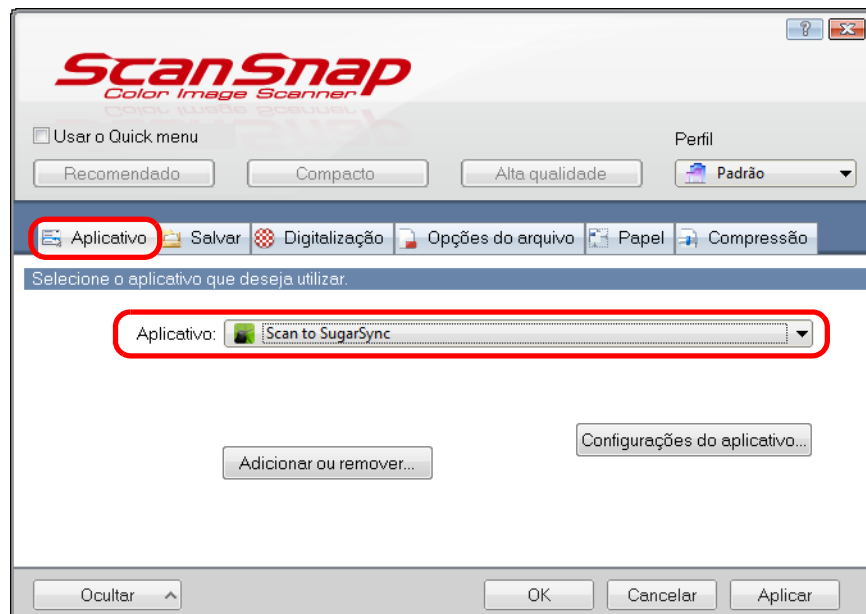 ScanSnap
Color Image Scanner
?
Usar o Quick menu
Perfil
Recomendado Compacto Alta qualidade Padrão
Aplicativo Salvar Digitalização Opções do arquivo Papel Compressão
Selecione o aplicativo que deseja utilizar.
Aplicativo: Scan to SugarSync
Configurações do aplicativo...
Adicionar ou remover...
Ocultar OK Cancelar Aplicar